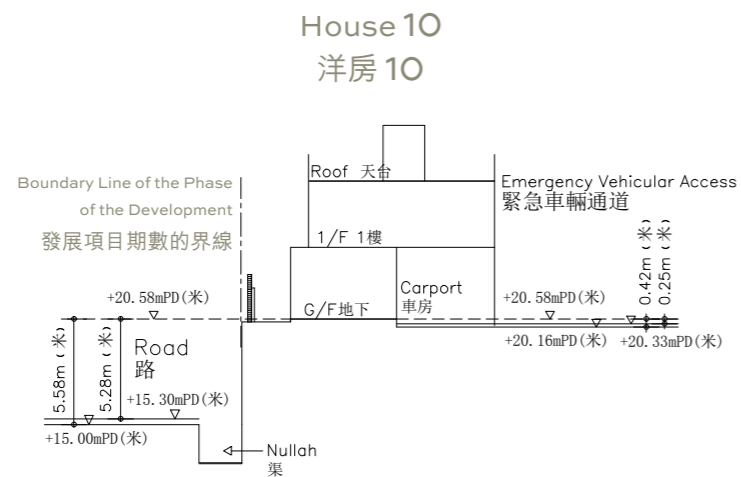 House 10
洋房 10
Roof 天台
Boundary Line of the Phase
of the Development
發展項目期數的界線
Emergency Vehicular Access
緊急車輛通道
1/F 1樓
Carport
車房
G/F地下
+20.58mPD(米)
+20.58mPD(米)
0.42m (米)
0.25m (米)
+20.16mPD(米)
+20.33mPD(米)
5.58m (米)
5.28m (米)
Road
路
+15.30mPD(米)
+15.00mPD(米)
Nullah
渠